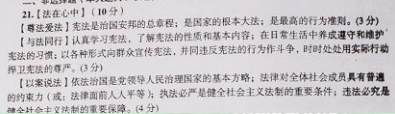 21.【法在心中】（10分）
【尊法爱法】宪法是治国安邦的总章程；是国家的根本大法；是最高的行为准则。(3分)
【与法同行】认真学习宪法，了解宪法的性质和基本内容；在日常生活中养成遵守和维护
宪法的习惯；以各种形式向群众宣传宪法，并同违反宪法的行为作斗争，时时处处用实际行动
捍卫宪法的尊严。(3分)
【以案说法】依法治国是党领导人民治理国家的基本方略；法律对全体社会成员具有普遍
的约束力（或：法律面前人人平等）；执法必严是健全社会主义法制的重要条件；违法必究是
健全社会主义法制的重要保障。(4分)